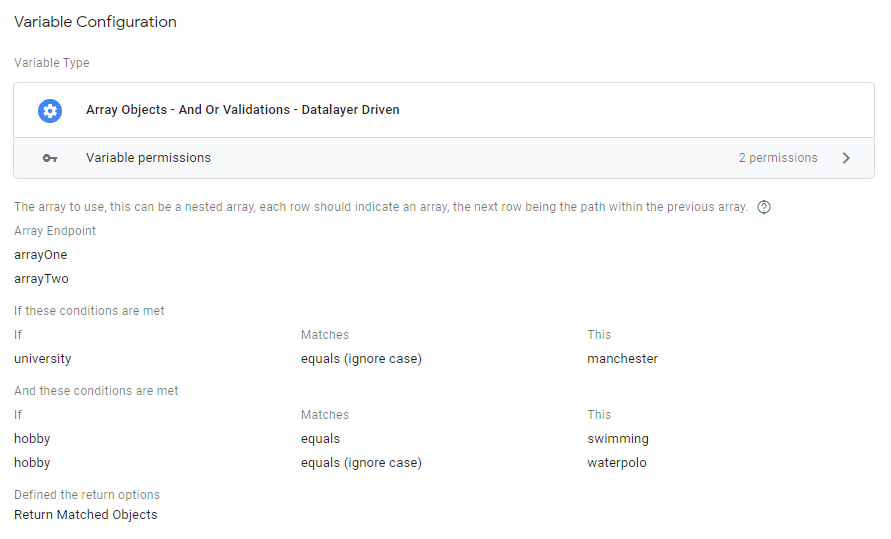 Variable Configuration
Variable Type
Array Objects - And Or Validations - Datalayer Driven
Variable permissions 2 permissions
The array to use, this can be a nested array, each row should indicate an array, the next row being the path within the previous array.
Array Endpoint
arrayOne
arrayTwo
If these conditions are met
If Matches This
university equals (ignore case) manchester
And these conditions are met
If Matches This
hobby equals swimming
hobby equals (ignore case) waterpolo
Defined the return options
Return Matched Objects